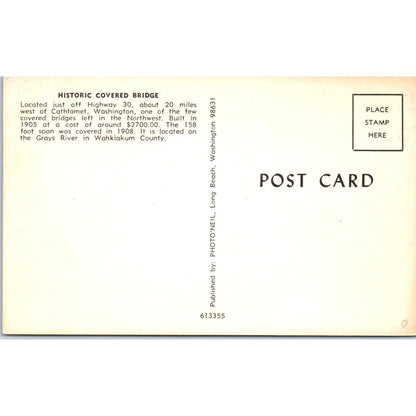 HISTORIC COVERED BRIDGE
Located just off Highway 30, about 20 miles
west of Cathlamet, Washington, one of the few
covered bridges left in the Northwest. Built in
1905 at a cost of around $2700.00. The 158
foot span was covered in 1908. It is located on
the Grays River in Wahkiakum County.
Published by: PHOTO'NEIL, Long Beach, Washington 98631
613355
PLACE
STAMP
HERE
POST CARD